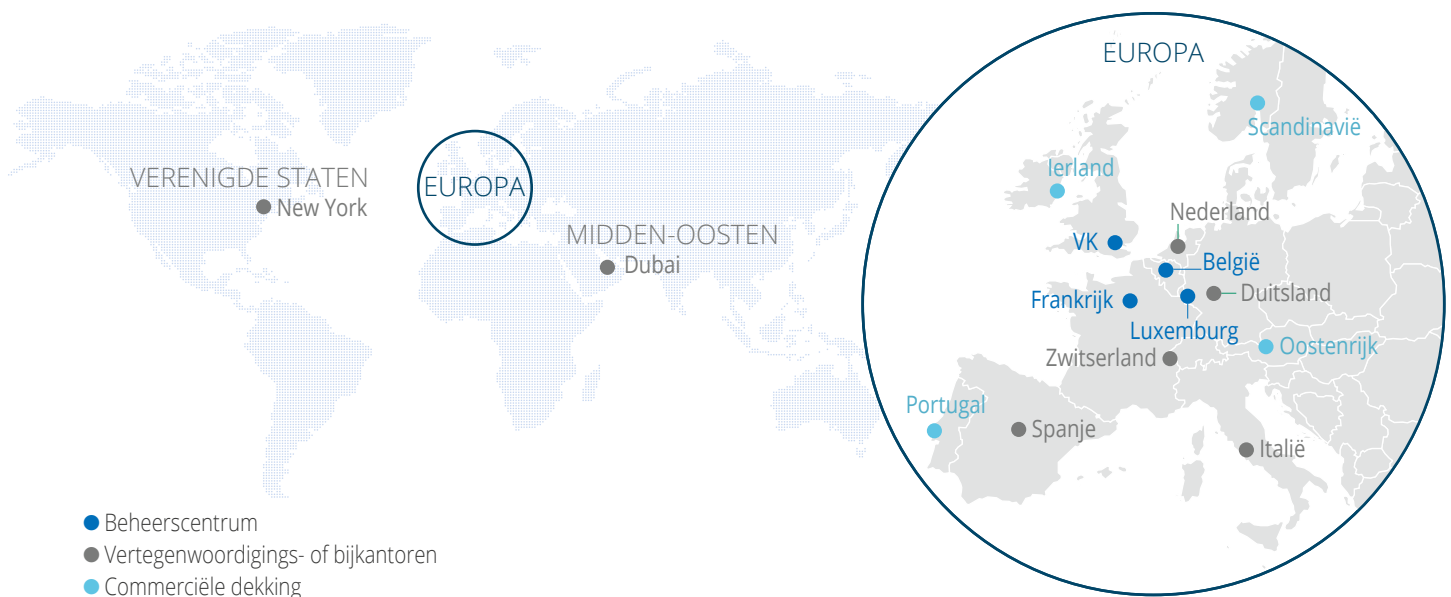 VERENIGDE STATEN
New York
EUROPA
MIDDEN-OOSTEN
Dubai
EUROPA
Scandinavië
Ierland
Nederland
VK
België
Frankrijk
Duitsland
Luxemburg
Oostenrijk
Zwitserland
Portugal
Spanje
Italië
Beheerscentrum
Vertegenwoordigings- of bijkantoren
Commerciële dekking